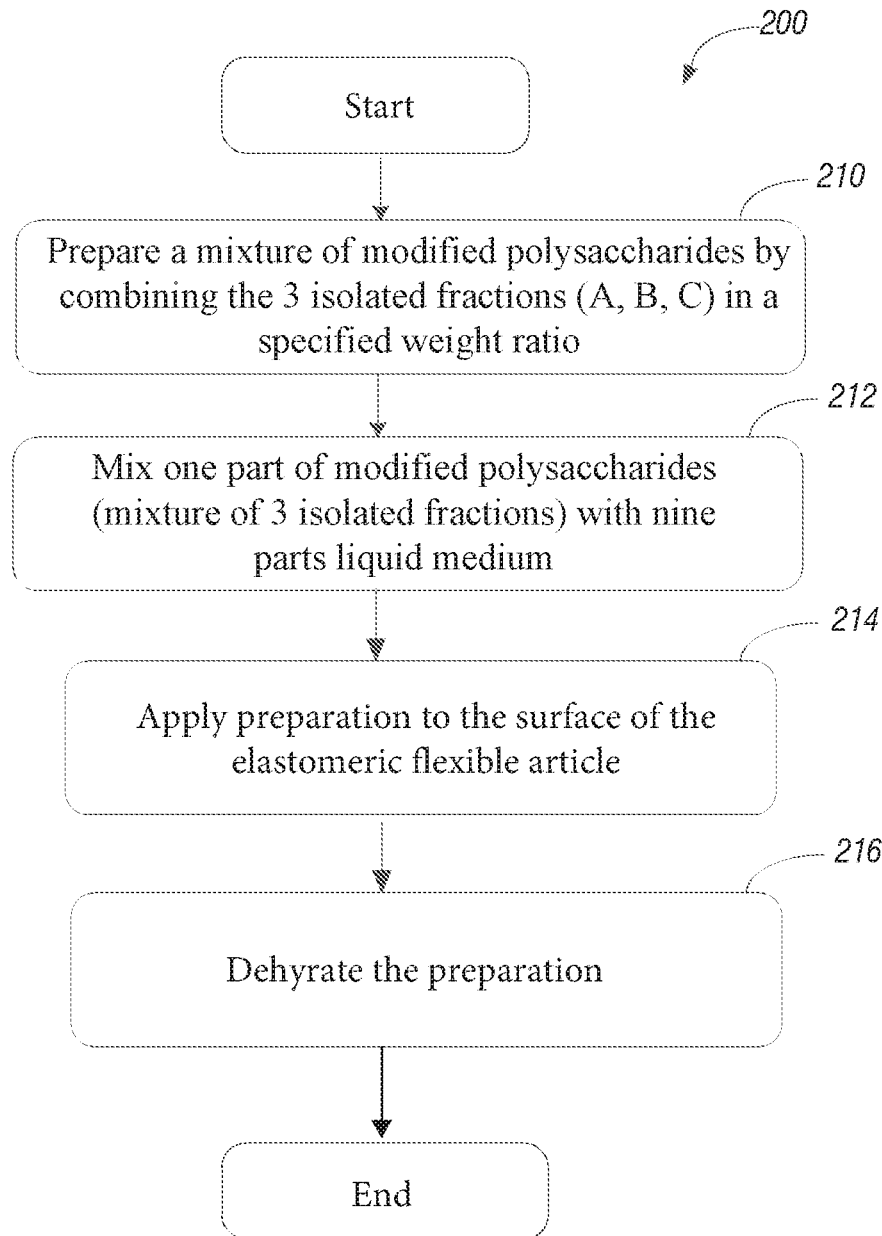 200
Start
210
Prepare a mixture of modified polysaccharides by
combining the 3 isolated fractions (A, B, C) in a
specified weight ratio
212
Mix one part of modified polysaccharides
(mixture of 3 isolated fractions) with nine
parts liquid medium
214
Apply preparation to the surface of the
elastomeric flexible article
216
Dehyrate the preparation
End